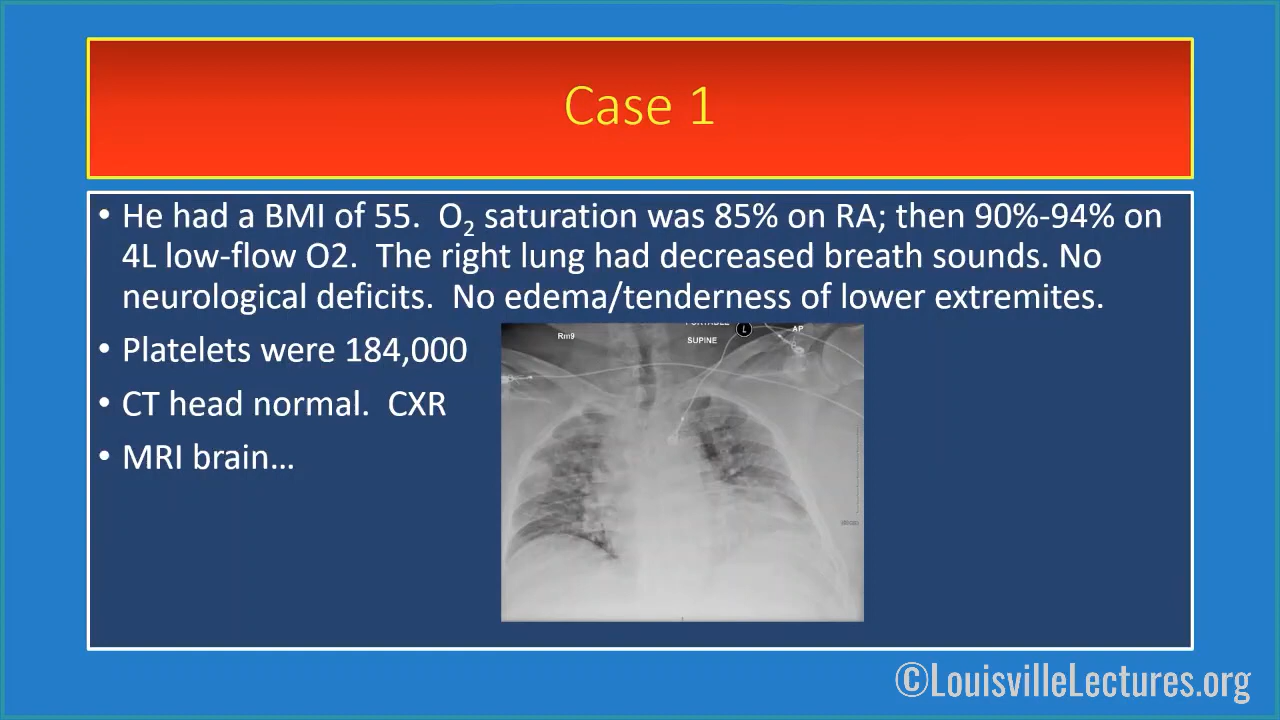 Case 1
• He had a BMI of 55.  O2 saturation was 85% on RA; then 90%-94% on
4L low-flow O2.  The right lung had decreased breath sounds. No
neurological deficits.  No edema/tenderness of lower extremites.
• Platelets were 184,000
• CT head normal.  CXR
• MRI brain…
Rm9
PORTABLE
L
AP
SUPINE
©LouisvilleLectures.org